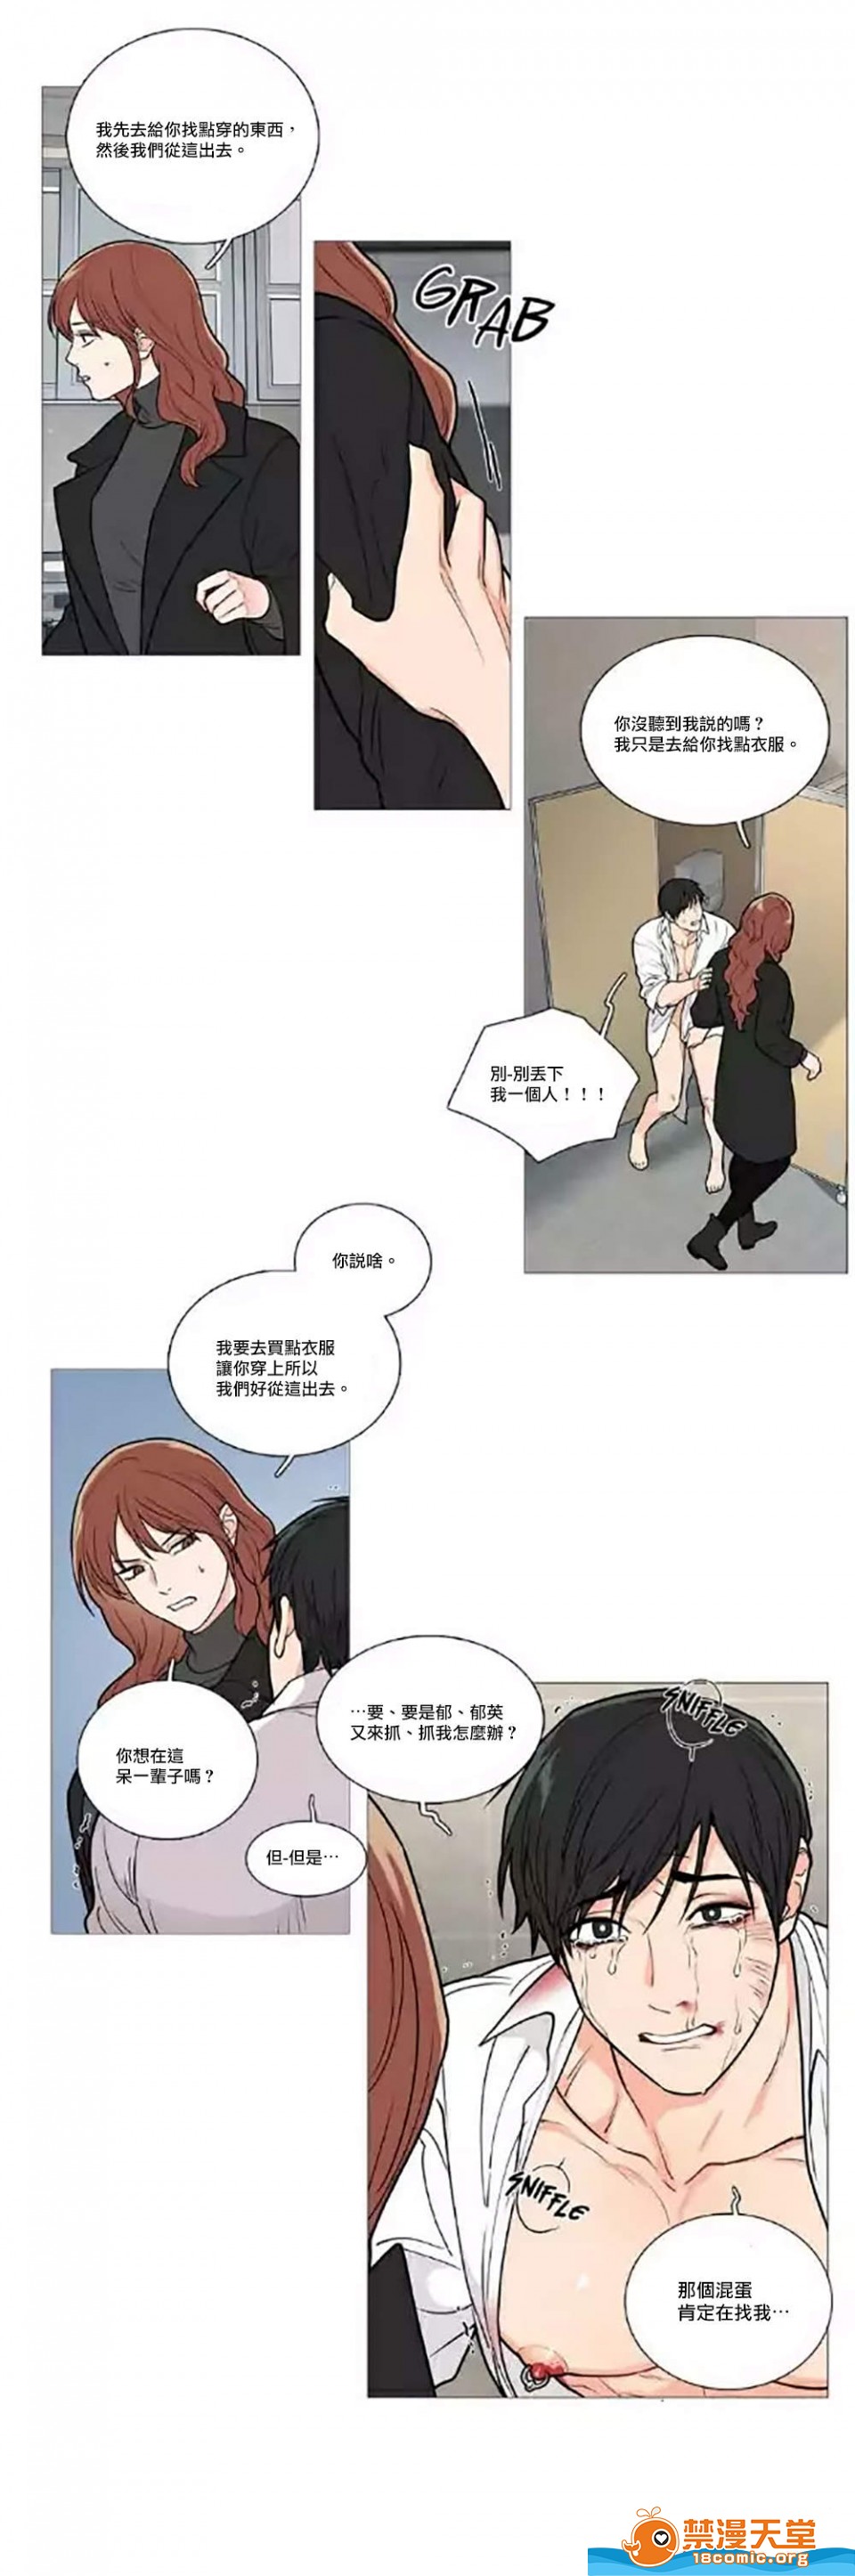 我先去給你找點穿的東西，
然後我們從這出去。
GRAB
你沒聽到我説的嗎？
我只是去給你找點衣服。
別-別丟下
我一個人！！！
你説啥。
我要去買點衣服
讓你穿上所以
我們好從這出去。
你想在這
呆一輩子嗎？
但-但是…
…要、要是郁、郁英
又來抓、抓我怎麼辦？
SNIFFLE
SNIFFLE
那個混蛋
肯定在找我…
禁漫天堂
18comic.org